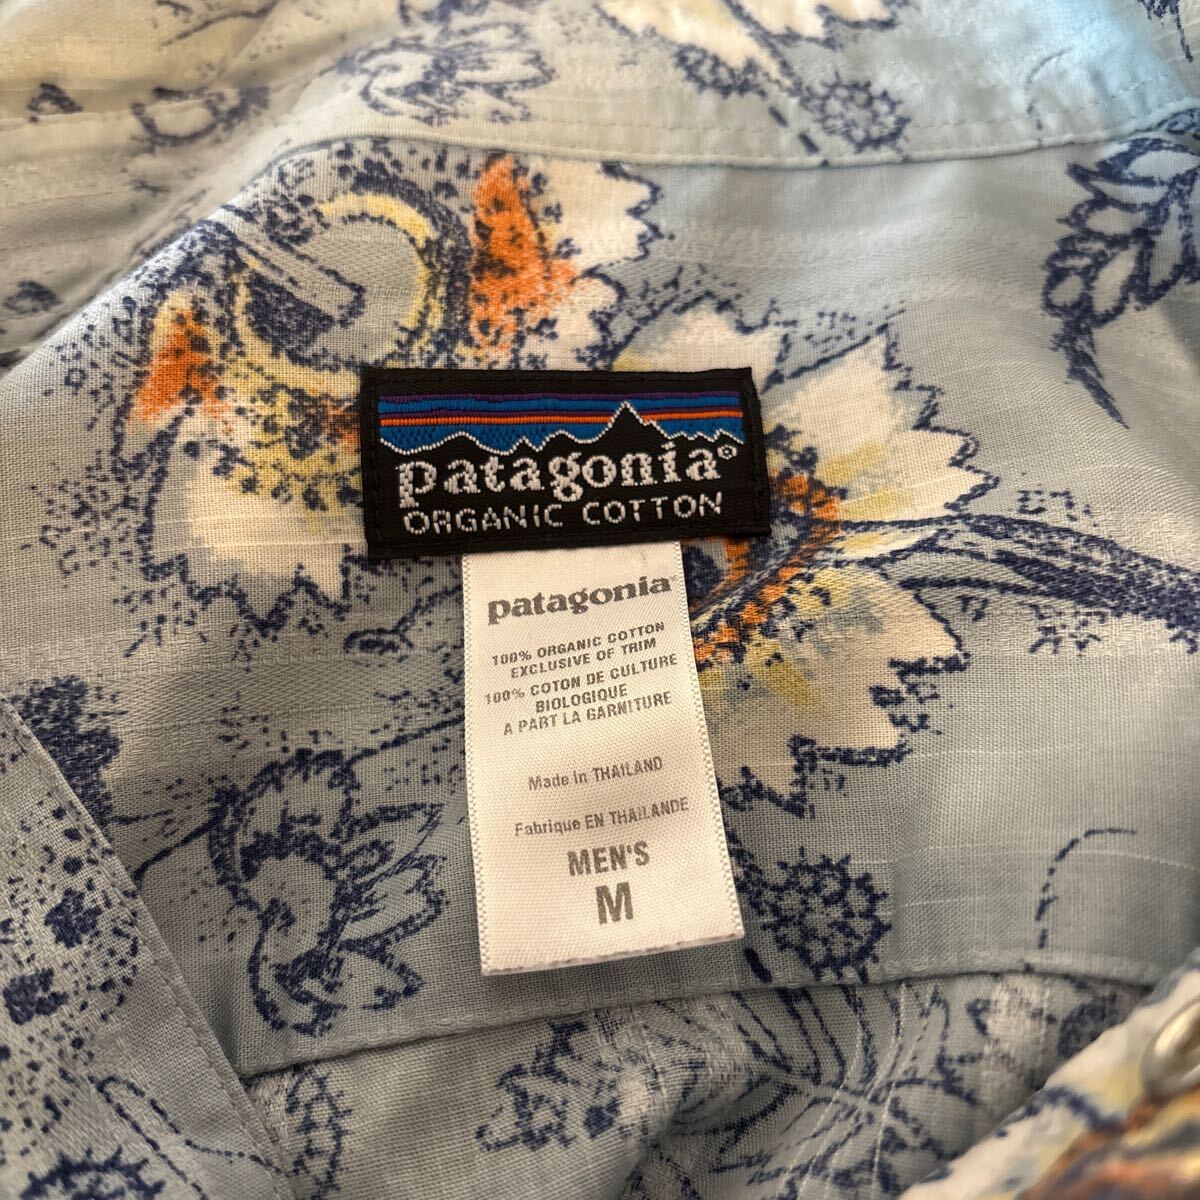 patagonia®
ORGANIC COTTON
patagonia®
100% ORGANIC COTTON
EXCLUSIVE OF TRIM
100% COTON DE CULTURE
BIOLOGIQUE
A PART LA GARNITURE
Made in THAILAND
Fabrique EN THAILANDE
MEN'S
M